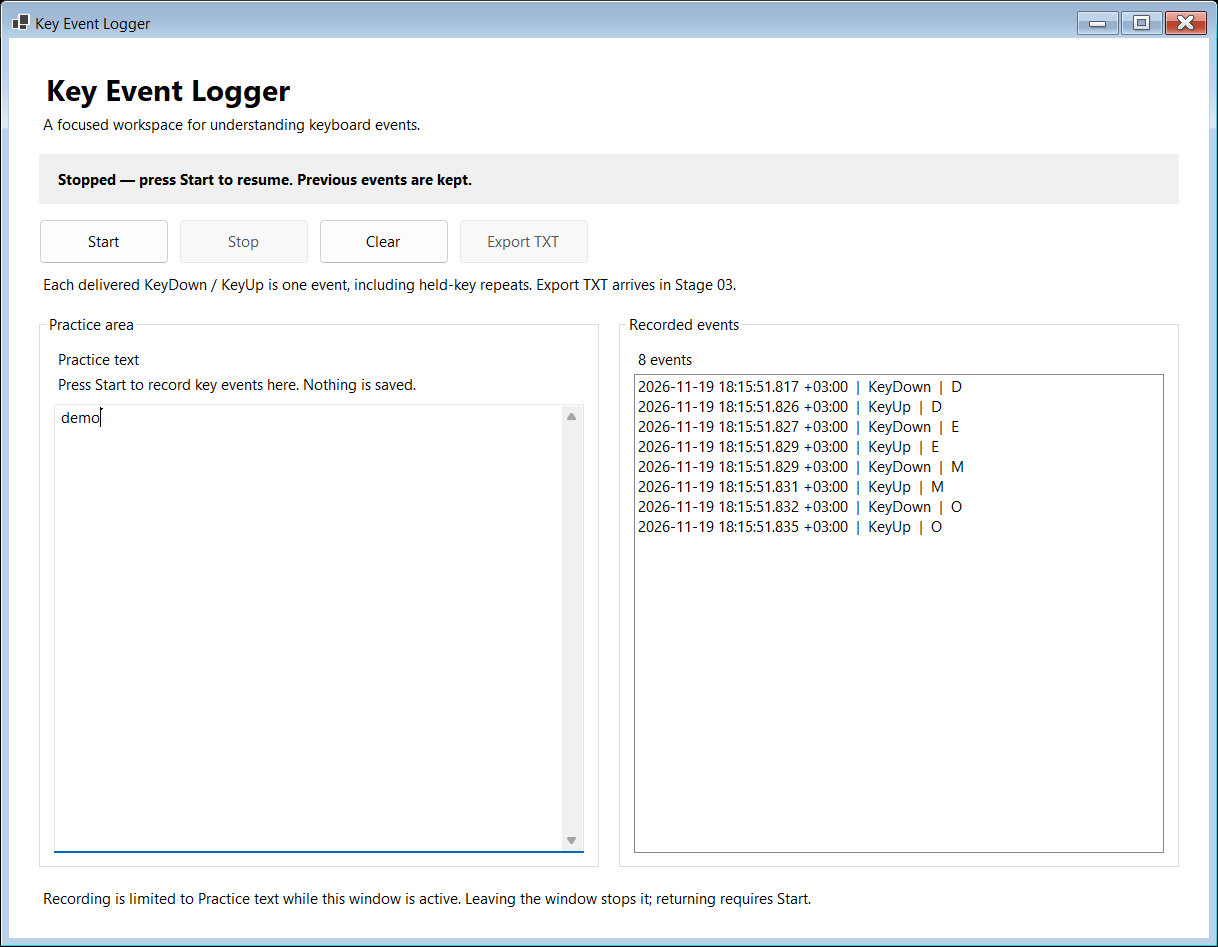 Key Event Logger
Key Event Logger
A focused workspace for understanding keyboard events.
Stopped — press Start to resume. Previous events are kept.
Start
Stop
Clear
Export TXT
Each delivered KeyDown / KeyUp is one event, including held-key repeats. Export TXT arrives in Stage 03.
Practice area
Practice text
Press Start to record key events here. Nothing is saved.
demo
Recorded events
8 events
2026-11-19 18:15:51.817 +03:00 | KeyDown | D
2026-11-19 18:15:51.826 +03:00 | KeyUp | D
2026-11-19 18:15:51.827 +03:00 | KeyDown | E
2026-11-19 18:15:51.829 +03:00 | KeyUp | E
2026-11-19 18:15:51.829 +03:00 | KeyDown | M
2026-11-19 18:15:51.831 +03:00 | KeyUp | M
2026-11-19 18:15:51.832 +03:00 | KeyDown | O
2026-11-19 18:15:51.835 +03:00 | KeyUp | O
Recording is limited to Practice text while this window is active. Leaving the window stops it; returning requires Start.